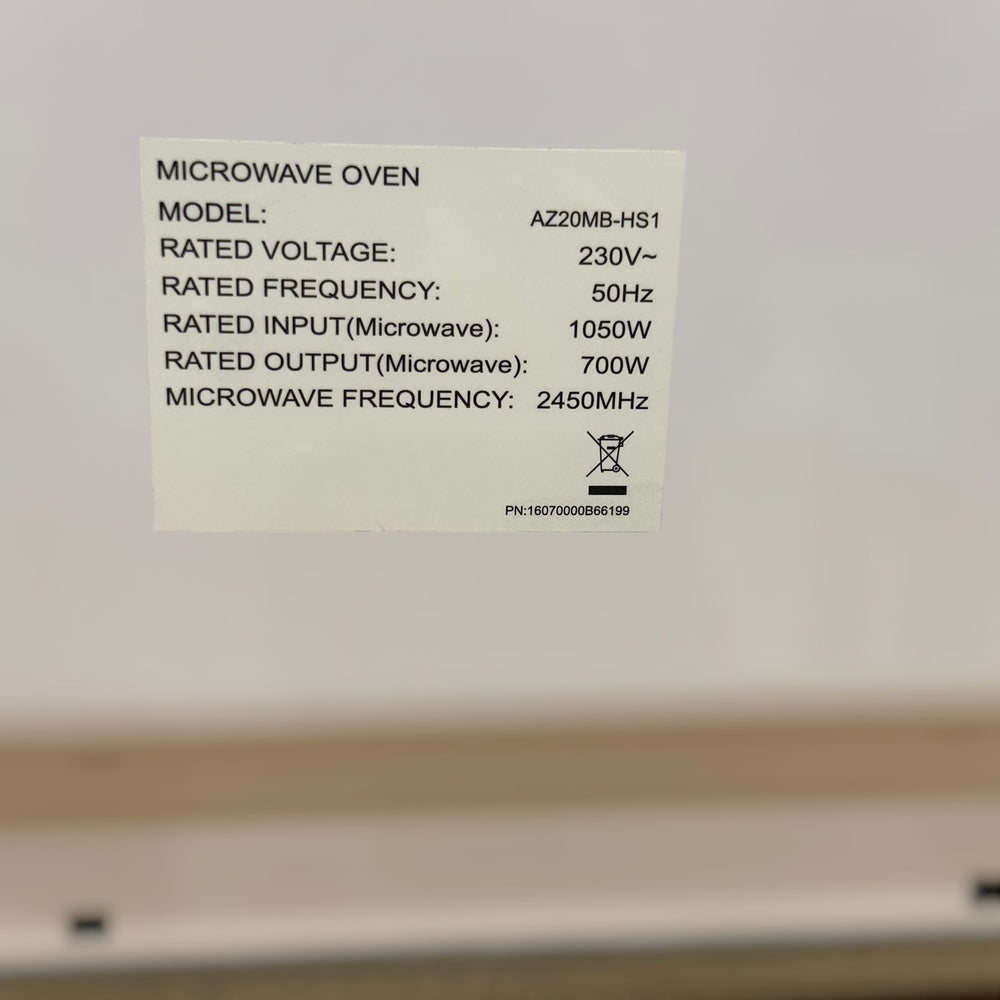 MICROWAVE OVEN
MODEL: AZ20MB-HS1
RATED VOLTAGE: 230V~
RATED FREQUENCY: 50Hz
RATED INPUT(Microwave): 1050W
RATED OUTPUT(Microwave): 700W
MICROWAVE FREQUENCY: 2450MHz
PN:16070000B66199